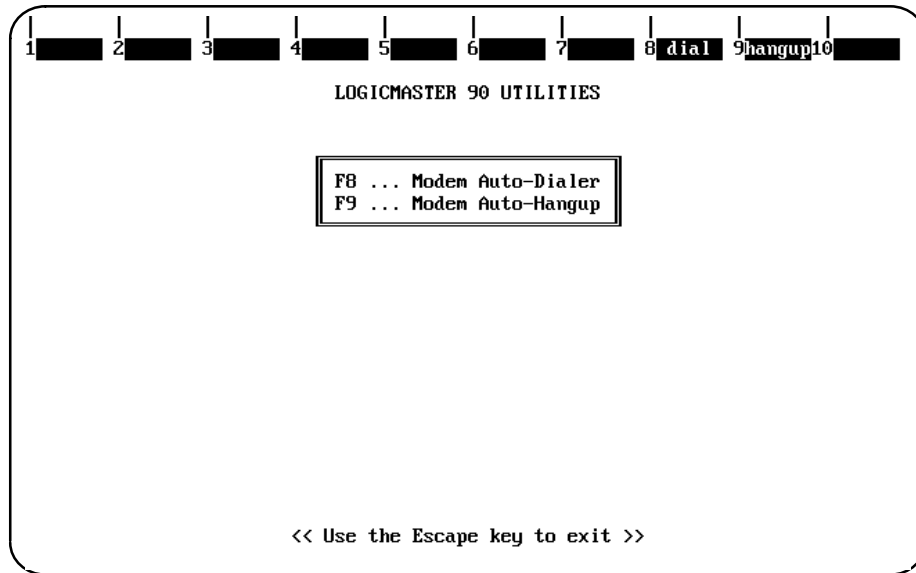 1 2 3 4 5 6 7 8 dial 9 hangup 10
LOGICMASTER 90 UTILITIES
F8 ... Modem Auto-Dialer
F9 ... Modem Auto-Hangup
<< Use the Escape key to exit >>